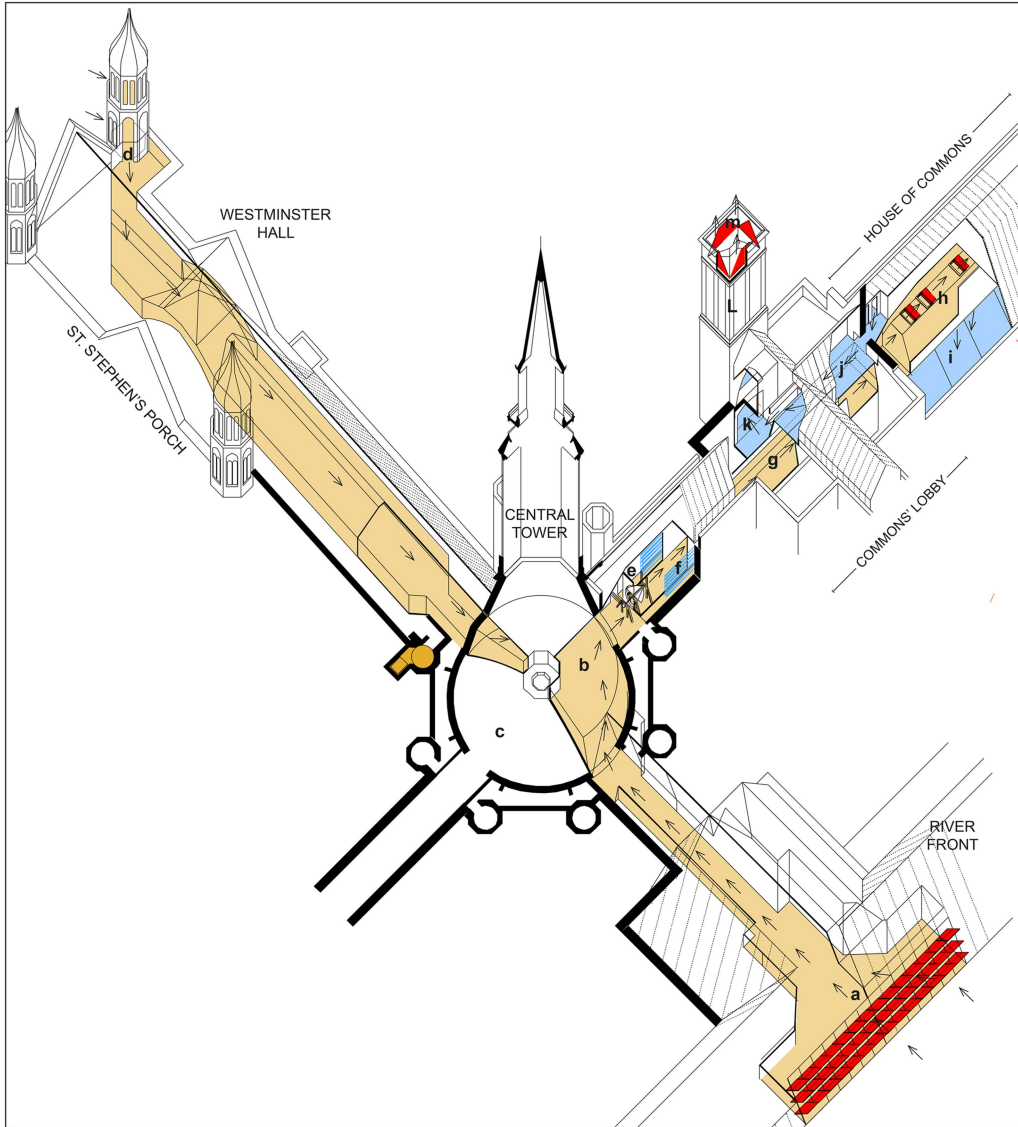 d
WESTMINSTER
HALL
ST. STEPHEN'S PORCH
HOUSE OF COMMONS
m
L
h
i
j
k
g
CENTRAL
TOWER
COMMONS' LOBBY
e
f
b
c
RIVER
FRONT
a